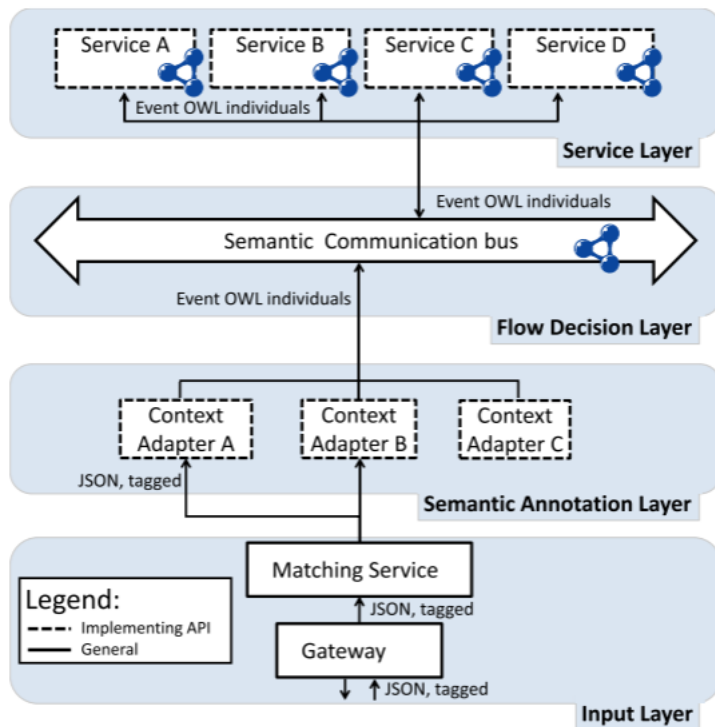 Service A
Service B
Service C
Service D
Event OWL individuals
Service Layer
Event OWL individuals
Semantic Communication bus
Event OWL individuals
Flow Decision Layer
Context
Adapter A
Context
Adapter B
Context
Adapter C
JSON, tagged
Semantic Annotation Layer
Matching Service
Legend:
Implementing API
General
JSON, tagged
Gateway
JSON, tagged
Input Layer